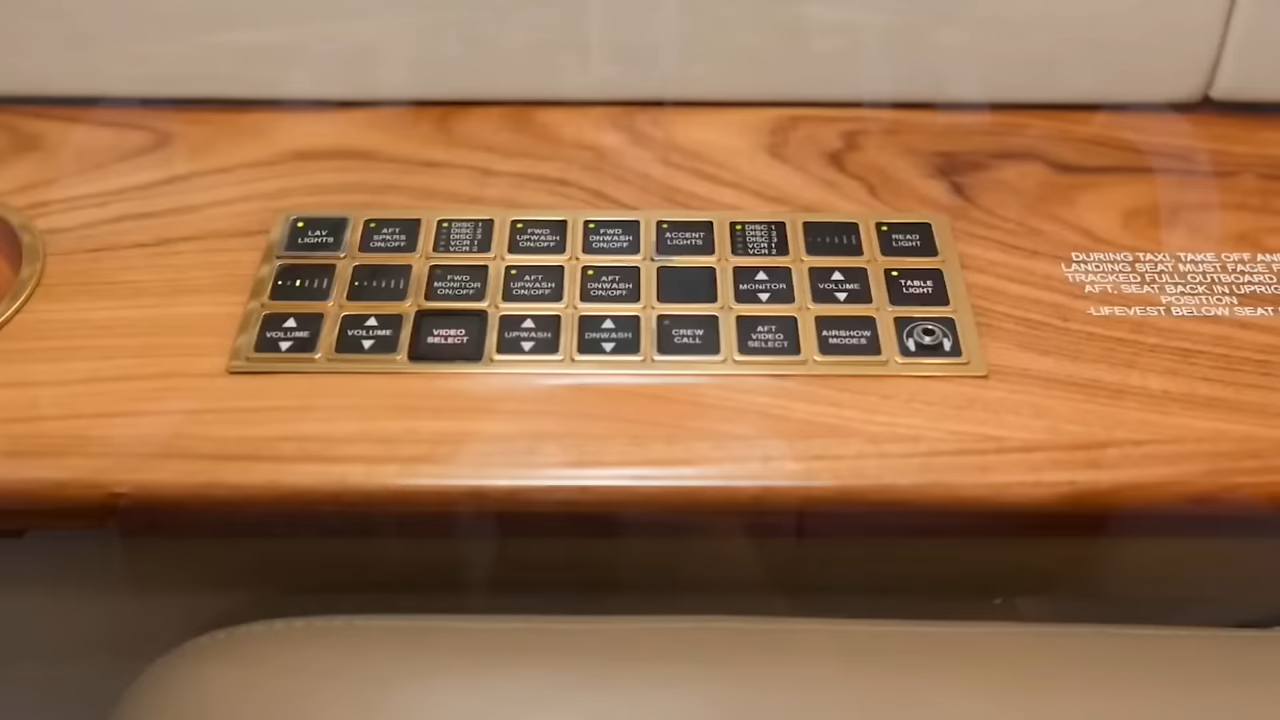 LAV
LIGHTS
AFT
SPKRS
ON/OFF
DISC 1
DISC 2
DISC 3
VCR 1
VCR 2
FWD
UPWASH
ON/OFF
FWD
DNWASH
ON/OFF
ACCENT
LIGHTS
DISC 1
DISC 2
DISC 3
VCR 1
VCR 2
READ
LIGHT
FWD
MONITOR
ON/OFF
AFT
UPWASH
ON/OFF
AFT
DNWASH
ON/OFF
MONITOR
VOLUME
TABLE
LIGHT
VOLUME
VOLUME
VIDEO
SELECT
UPWASH
DNWASH
CREW
CALL
AFT
VIDEO
SELECT
AIRSHOW
MODES
DURING TAXI, TAKE OFF AND
LANDING SEAT MUST FACE
TRACKED FULL OUTBOARD
AFT, SEAT BACK IN
POSITION
-LIFEVEST BELOW SEAT